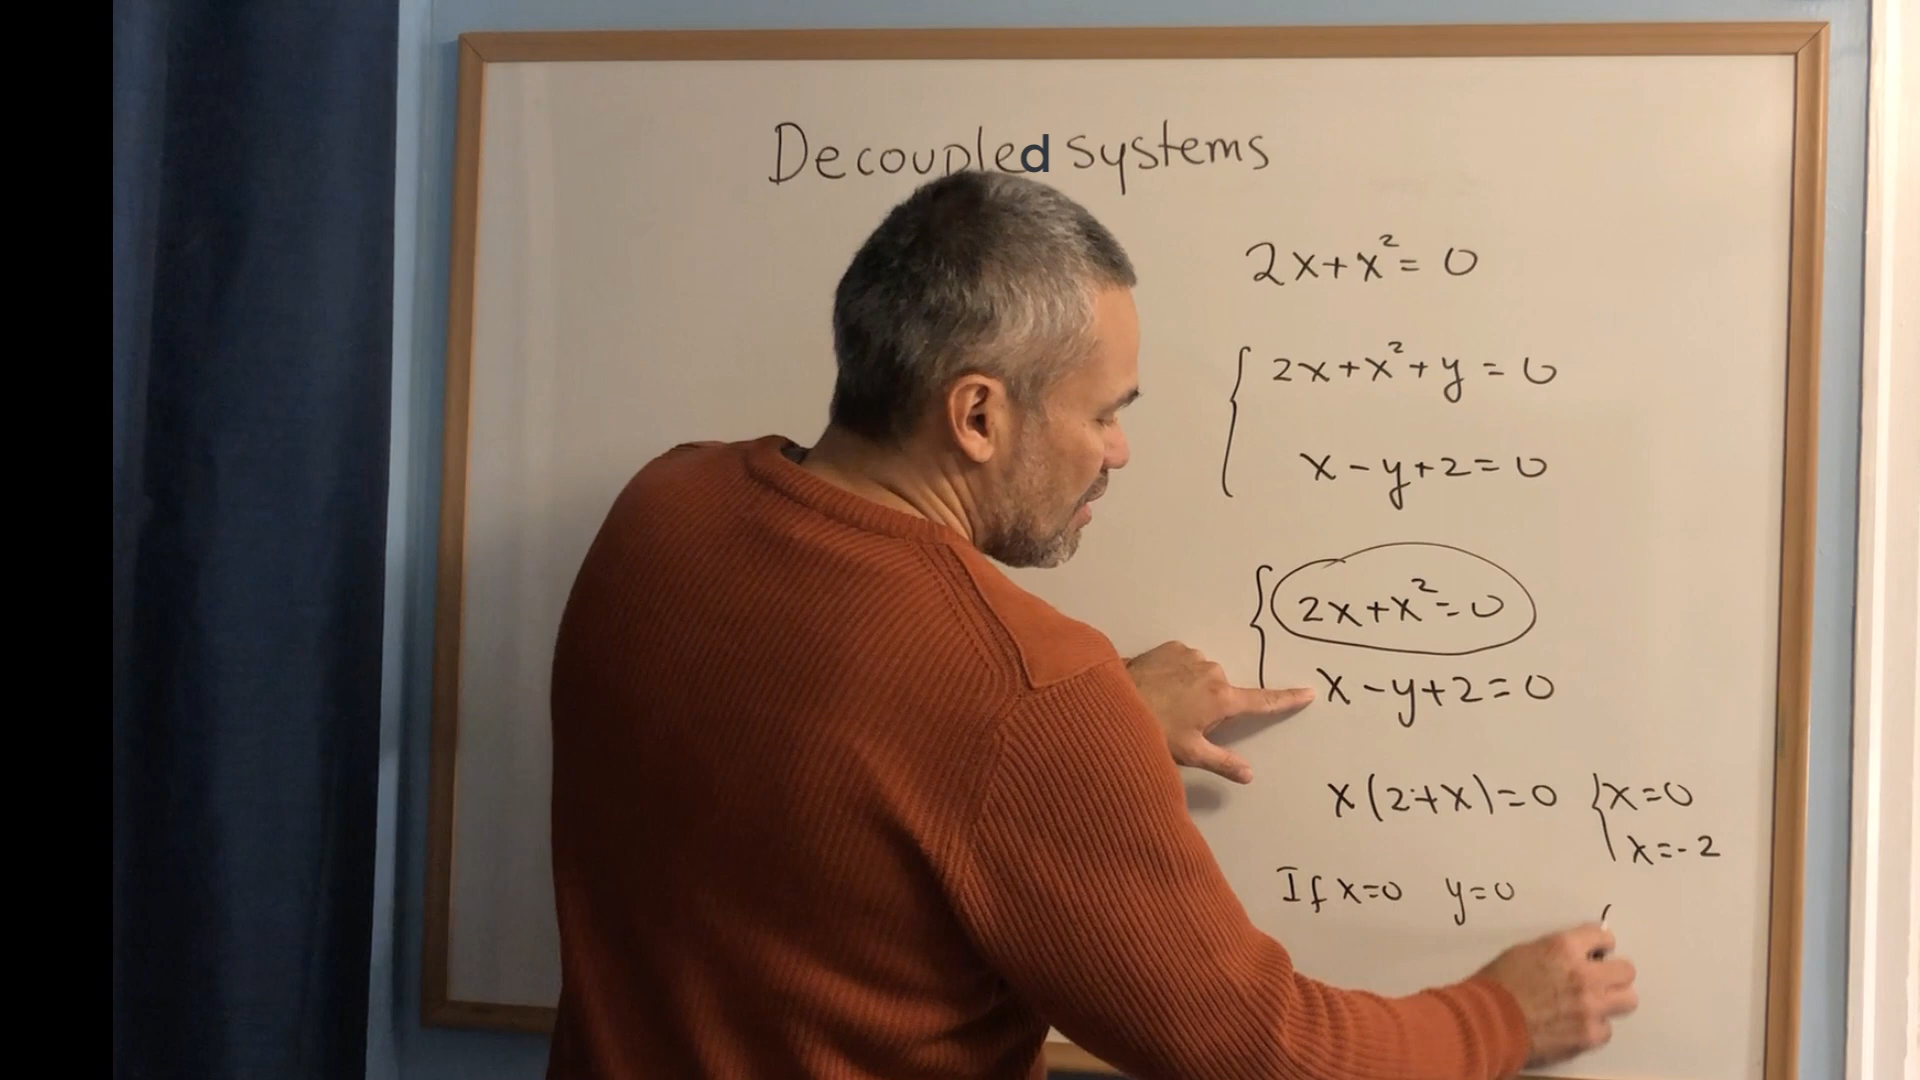 Decoupled systems
2x+x²=0
2x+x²+y=0
x-y+2=0
2x+x²=0
x-y+2=0
x(2+x)=0 {x=0
x=-2
If x=0 y=0